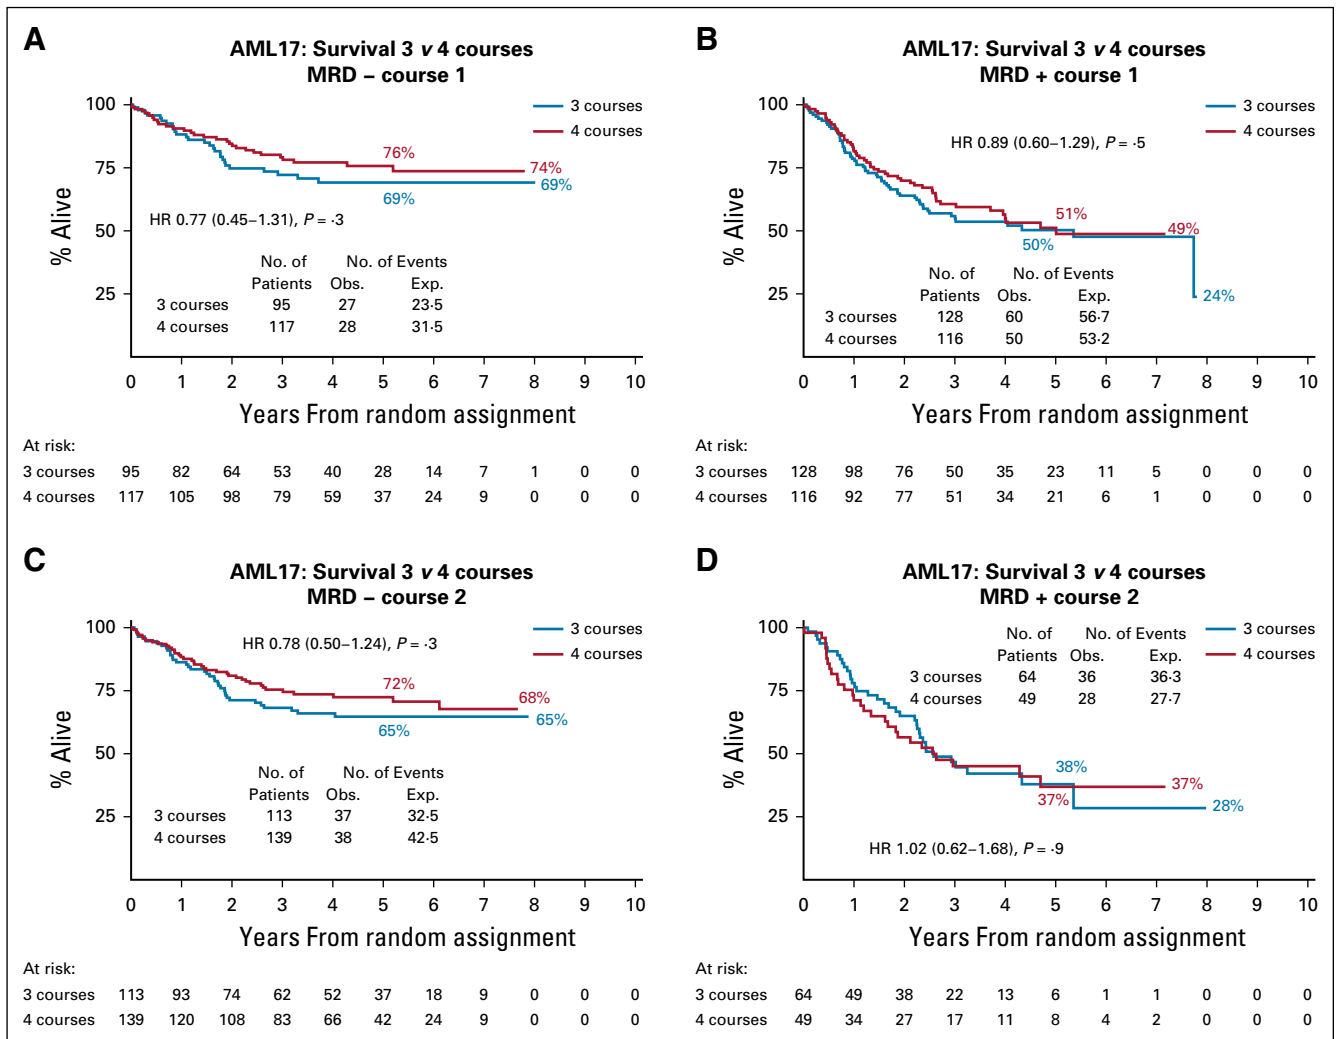 A
AML17: Survival 3 v 4 courses
MRD – course 1
100
75
50
25
% Alive
3 courses
4 courses
76%
74%
69%
69%
HR 0.77 (0.45–1.31), P = ·3
No. of No. of Events
Patients Obs. Exp.
3 courses 95 27 23·5
4 courses 117 28 31·5
0 1 2 3 4 5 6 7 8 9 10
Years From random assignment
At risk:
3 courses 95 82 64 53 40 28 14 7 1 0 0
4 courses 117 105 98 79 59 37 24 9 0 0 0
B
AML17: Survival 3 v 4 courses
MRD + course 1
100
75
50
25
% Alive
3 courses
4 courses
HR 0.89 (0.60–1.29), P = ·5
51%
49%
50%
24%
No. of No. of Events
Patients Obs. Exp.
3 courses 128 60 56·7
4 courses 116 50 53·2
0 1 2 3 4 5 6 7 8 9 10
Years From random assignment
At risk:
3 courses 128 98 76 50 35 23 11 5 0 0 0
4 courses 116 92 77 51 34 21 6 1 0 0 0
C
AML17: Survival 3 v 4 courses
MRD – course 2
100
75
50
25
% Alive
3 courses
4 courses
HR 0.78 (0.50–1.24), P = ·3
72%
68%
65%
65%
No. of No. of Events
Patients Obs. Exp.
3 courses 113 37 32·5
4 courses 139 38 42·5
0 1 2 3 4 5 6 7 8 9 10
Years From random assignment
At risk:
3 courses 113 93 74 62 52 37 18 9 0 0 0
4 courses 139 120 108 83 66 42 24 9 0 0 0
D
AML17: Survival 3 v 4 courses
MRD + course 2
100
75
50
25
% Alive
3 courses
4 courses
No. of No. of Events
Patients Obs. Exp.
3 courses 64 36 36·3
4 courses 49 28 27·7
38%
37%
37%
28%
HR 1.02 (0.62–1.68), P = ·9
0 1 2 3 4 5 6 7 8 9 10
Years From random assignment
At risk:
3 courses 64 49 38 22 13 6 1 1 0 0 0
4 courses 49 34 27 17 11 8 4 2 0 0 0